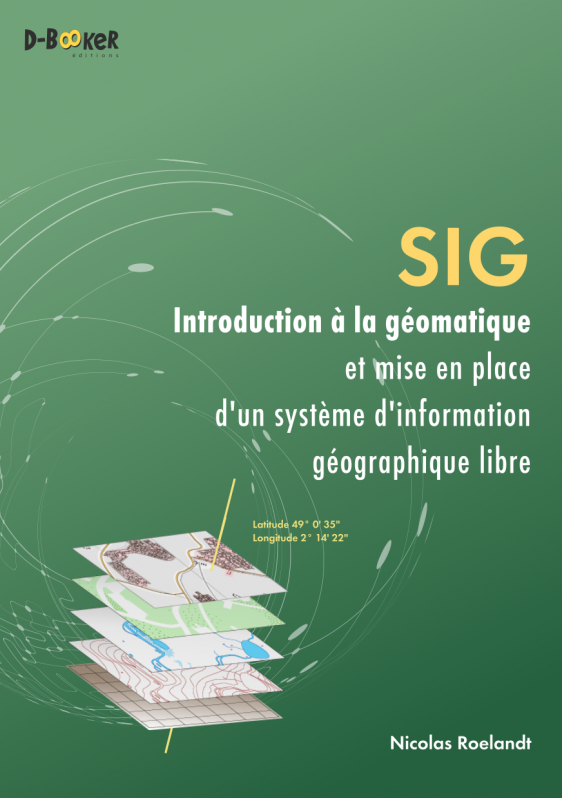 D-BOOKER
éditions
SIG
Introduction à la géomatique
et mise en place
d'un système d'information
géographique libre
Latitude 49° 0' 35"
Longitude 2° 14' 22"
Nicolas Roelandt